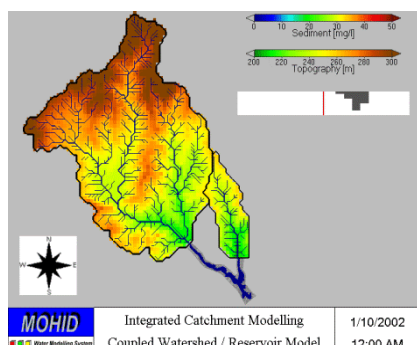 0 10 20 30 40 50
Sediment [mg/l]
200 220 240 260 280 300
Topography [m]
N
W E
S
MOHID
Water Modelling System
Integrated Catchment Modelling
Coupled Watershed / Reservoir Model
1/10/2002
12:00 AM